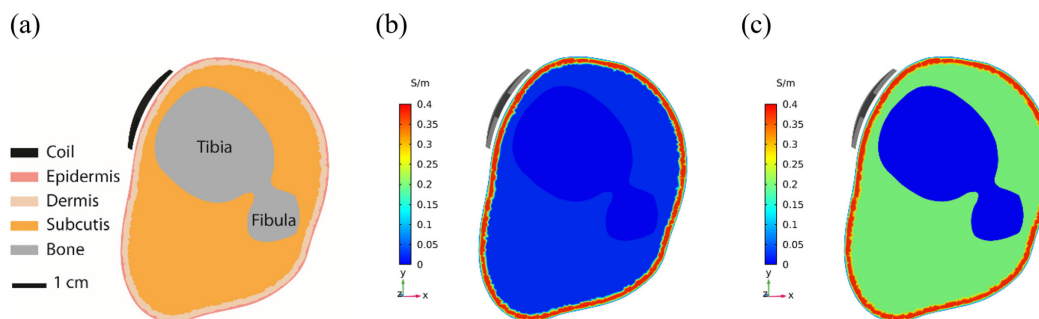 (a)
(b)
(c)
Tibia
Fibula
Coil
Epidermis
Dermis
Subcutis
Bone
1 cm
S/m
0.4
0.35
0.3
0.25
0.2
0.15
0.1
0.05
0
y
z
x
S/m
0.4
0.35
0.3
0.25
0.2
0.15
0.1
0.05
0
y
z
x